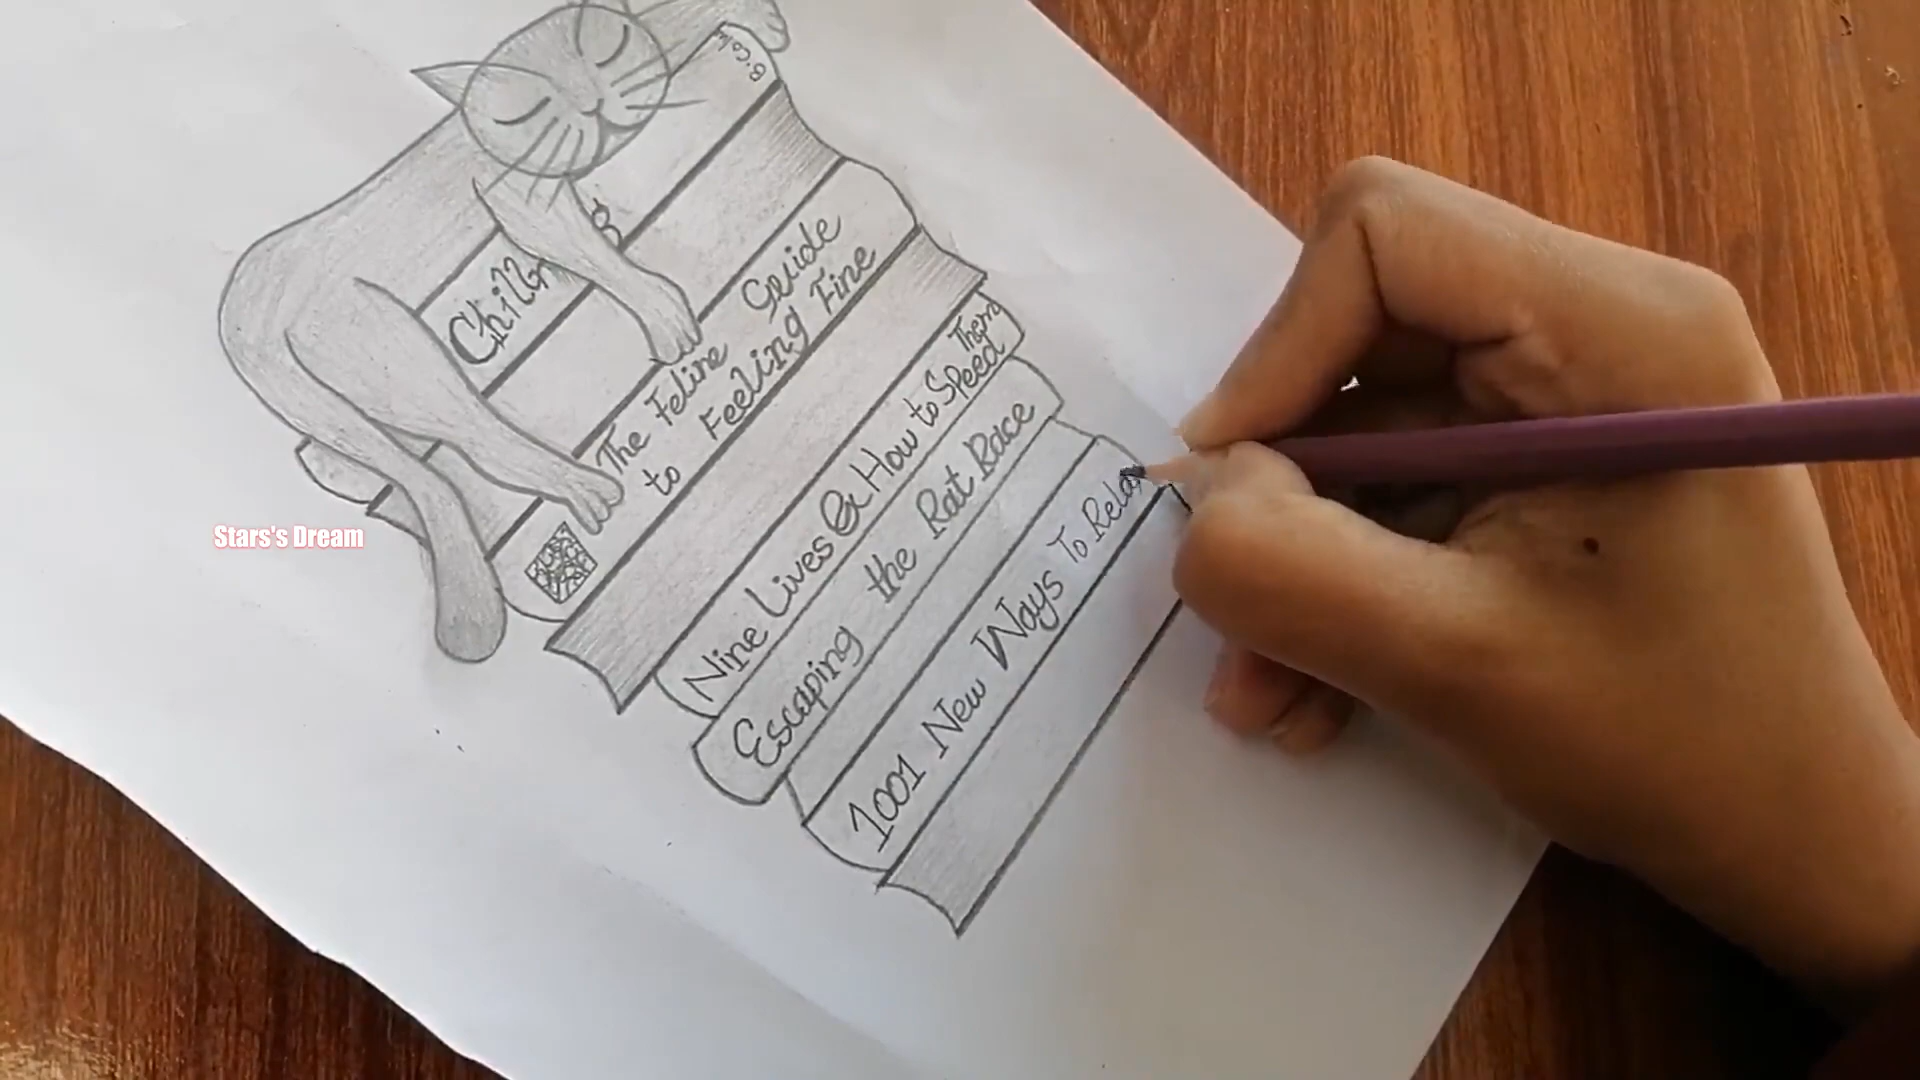 Chill
g
The Feline Guide
to Feeling Fine
Nine Lives & How to Speed
Them
Escaping the Rat Race
1001 New Ways To Relax
Stars's Dream